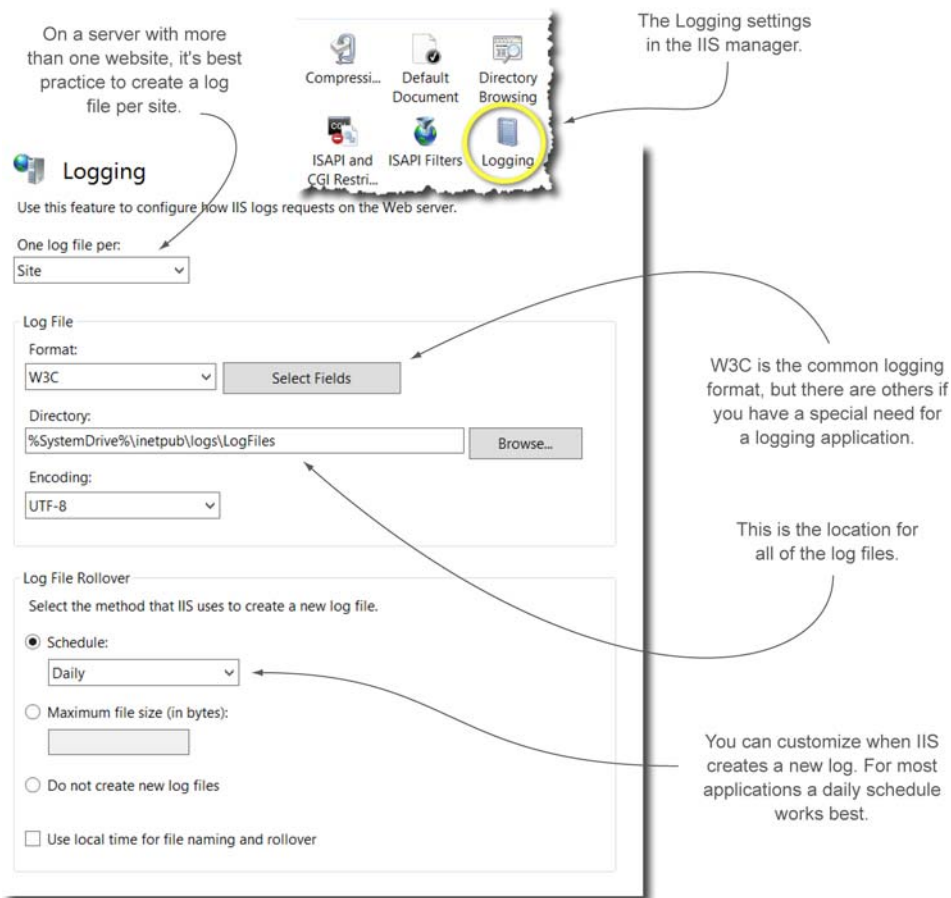 On a server with more
than one website, it's best
practice to create a log
file per site.
Compressi...
Default
Document
Directory
Browsing
ISAPI and
CGI Restri...
ISAPI Filters
Logging
The Logging settings
in the IIS manager.
Logging
Use this feature to configure how IIS logs requests on the Web server.
One log file per:
Site
Log File
Format:
W3C
Select Fields
Directory:
%SystemDrive%\inetpub\logs\LogFiles
Browse...
Encoding:
UTF-8
W3C is the common logging
format, but there are others if
you have a special need for
a logging application.
This is the location for
all of the log files.
Log File Rollover
Select the method that IIS uses to create a new log file.
Schedule:
Daily
Maximum file size (in bytes):
Do not create new log files
Use local time for file naming and rollover
You can customize when IIS
creates a new log. For most
applications a daily schedule
works best.